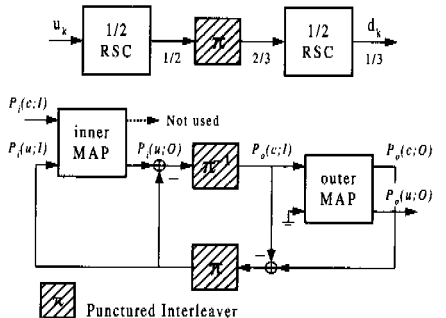 u_k
1/2 RSC
1/2
π
2/3
1/2 RSC
d_k
1/3
P_i(c;I)
Not used
inner MAP
P_i(u;I)
P_i(u;O)
−
π⁻¹
P_o(c;I)
outer MAP
P_o(c;O)
P_o(u;O)
−
π
π
Punctured Interleaver